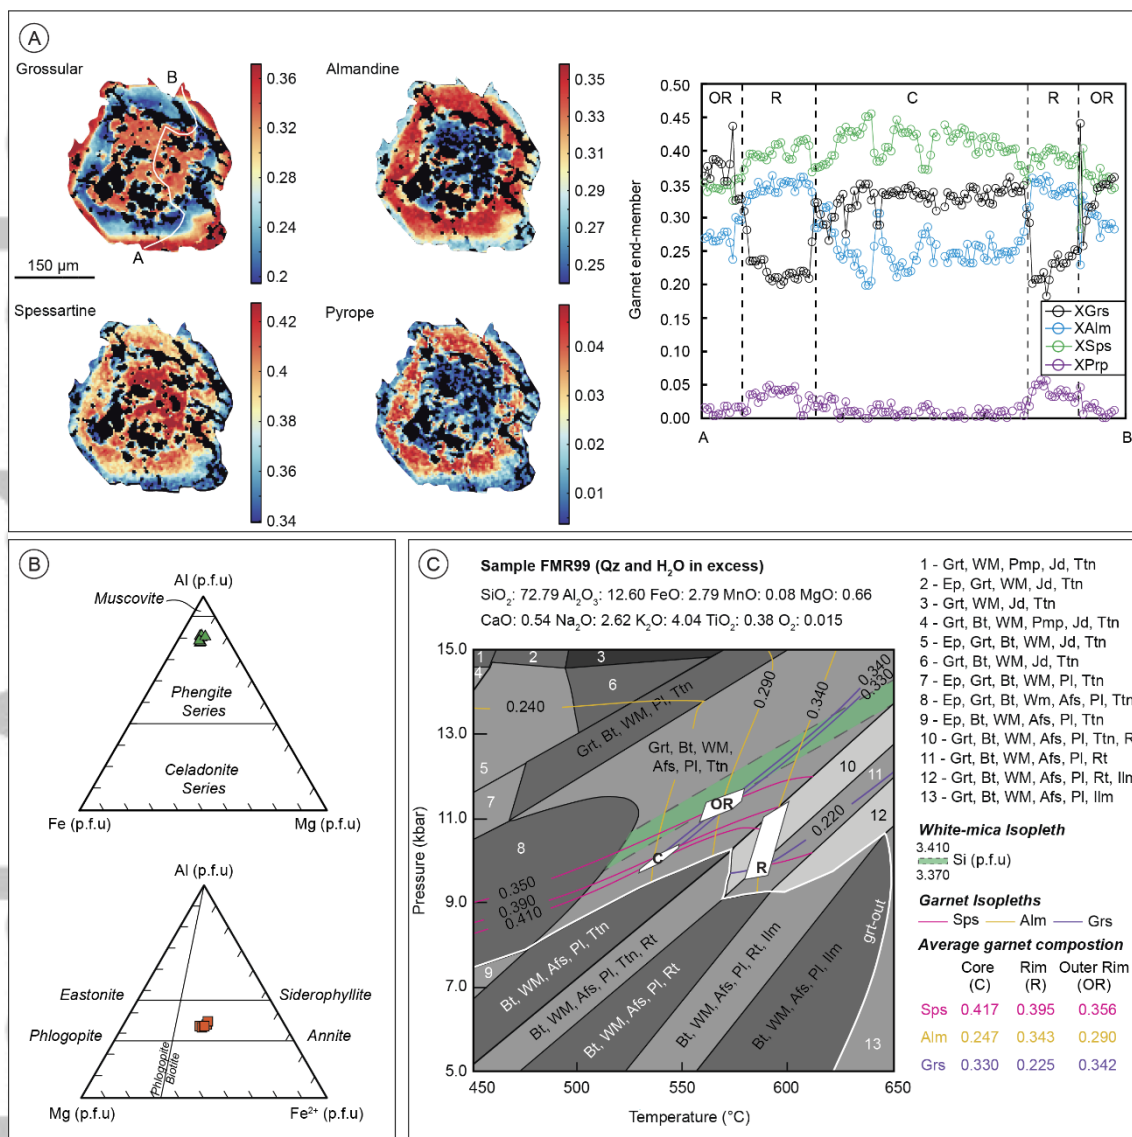 A
Grossular
B
A
150 µm
0.36
0.32
0.28
0.24
0.2
Almandine
0.35
0.33
0.31
0.29
0.27
0.25
Spessartine
0.42
0.4
0.38
0.36
0.34
Pyrope
0.04
0.03
0.02
0.01
Garnet end-member
0.50
0.45
0.40
0.35
0.30
0.25
0.20
0.15
0.10
0.05
0.00
OR R C R OR
XGrs
XAlm
XSps
XPrp
A B
B
Al (p.f.u)
Muscovite
Phengite
Series
Celadonite
Series
Fe (p.f.u) Mg (p.f.u)
Al (p.f.u)
Eastonite Siderophyllite
Phlogopite Annite
Phlogopite
Biotite
Mg (p.f.u) Fe²⁺ (p.f.u)
C
Sample FMR99 (Qz and H₂O in excess)
SiO₂: 72.79 Al₂O₃: 12.60 FeO: 2.79 MnO: 0.08 MgO: 0.66
CaO: 0.54 Na₂O: 2.62 K₂O: 4.04 TiO₂: 0.38 O₂: 0.015
Pressure (kbar)
15.0
13.0
11.0
9.0
7.0
5.0
450 500 550 600 650
Temperature (°C)
1
2
3
4
5
6
7
8
9
10
11
12
13
0.240
0.290
0.340
0.340
0.330
0.220
0.350
0.390
0.410
Grt, Bt, WM, Pl, Ttn
Grt, Bt, WM,
Afs, Pl, Ttn
OR
C
R
Bt, WM, Afs, Pl, Ttn
Bt, WM, Afs, Pl, Ttn, Rt
Bt, WM, Afs, Pl, Rt
Bt, WM, Afs, Pl, Rt, Ilm
Bt, WM, Afs, Pl, Ilm
grt-out
1 - Grt, WM, Pmp, Jd, Ttn
2 - Ep, Grt, WM, Jd, Ttn
3 - Grt, WM, Jd, Ttn
4 - Grt, Bt, WM, Pmp, Jd, Ttn
5 - Ep, Grt, Bt, WM, Jd, Ttn
6 - Grt, Bt, WM, Jd, Ttn
7 - Ep, Grt, Bt, WM, Pl, Ttn
8 - Ep, Grt, Bt, Wm, Afs, Pl, Ttn
9 - Ep, Bt, WM, Afs, Pl, Ttn
10 - Grt, Bt, WM, Afs, Pl, Ttn, R
11 - Grt, Bt, WM, Afs, Pl, Rt
12 - Grt, Bt, WM, Afs, Pl, Rt, Ilm
13 - Grt, Bt, WM, Afs, Pl, Ilm
White-mica Isopleth
3.410
Si (p.f.u)
3.370
Garnet Isopleths
Sps Alm Grs
Average garnet compostion
Core Rim Outer Rim
(C) (R) (OR)
Sps 0.417 0.395 0.356
Alm 0.247 0.343 0.290
Grs 0.330 0.225 0.342